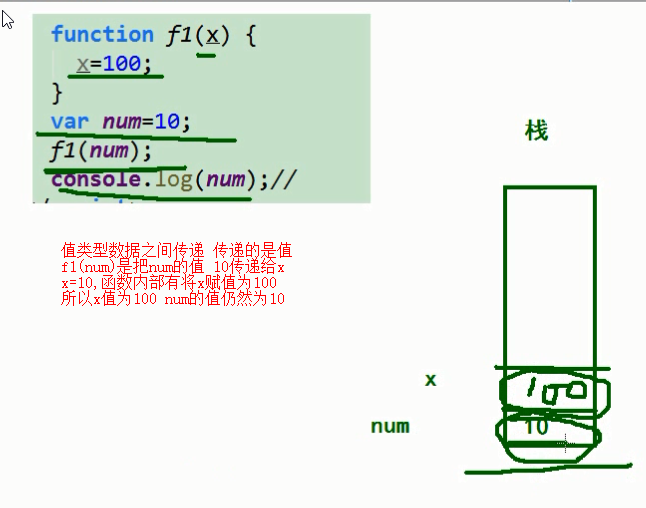 function f1(x) {
x=100;
}
var num=10;
f1(num);
console.log(num);//
栈
值类型数据之间传递 传递的是值
f1(num)是把num的值 10传递给x
x=10,函数内部有将x赋值为100
所以x值为100 num的值仍然为10
x
100
num
10